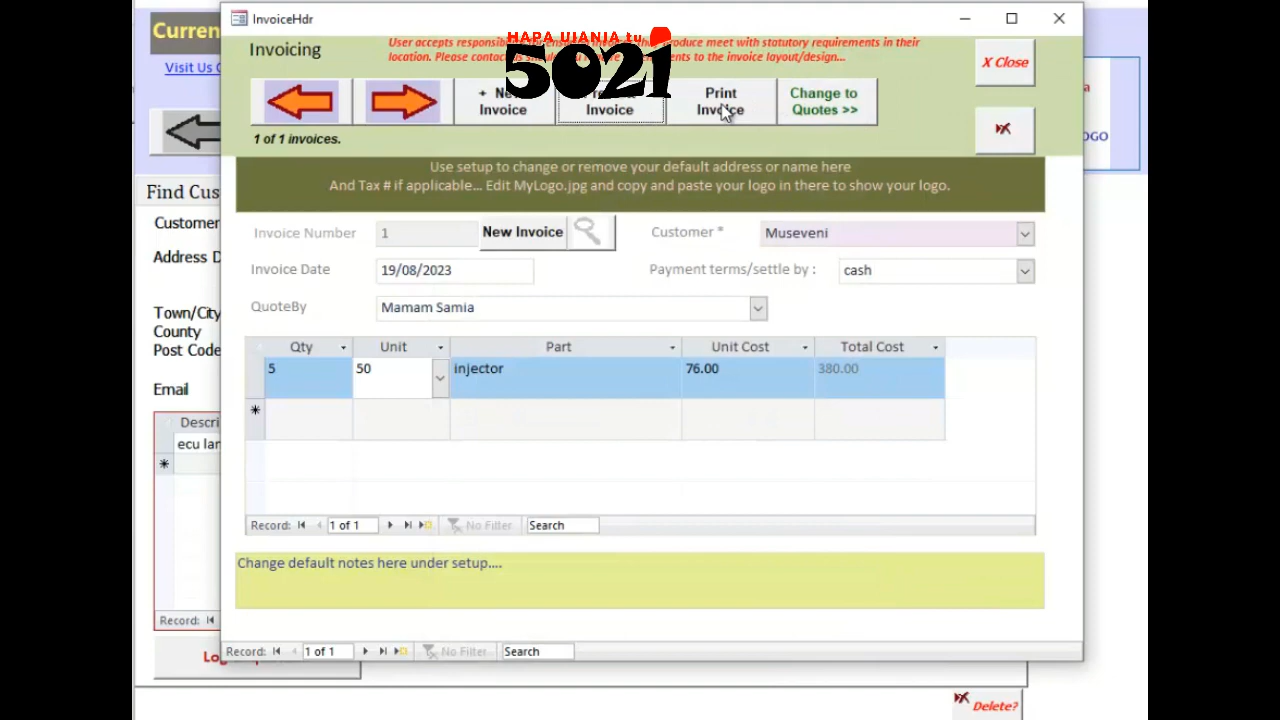 InvoiceHdr
Curren
Visit Us C
Invoicing
User accepts
produce meet with statutory requirements in their
location. Please contac
to the invoice layout/design...
HAPA UJANJA tu
5021
X Close
+ Ne
Invoice
Invoice
Print
Invoice
Change to
Quotes >>
OGO
1 of 1 invoices.
Use setup to change or remove your default address or name here
And Tax # if applicable... Edit MyLogo.jpg and copy and paste your logo in there to show your logo.
Find Cus
Customer
Address D
Town/City
County
Post Code
Email
Descri
ecu lan
Record:
Invoice Number 1 New Invoice Customer * Museveni
Invoice Date 19/08/2023 Payment terms/settle by : cash
QuoteBy Mamam Samia
Qty Unit Part Unit Cost Total Cost
5 50 injector 76.00 380.00
Record: 1 of 1 No Filter Search
Change default notes here under setup....
Record: 1 of 1 No Filter Search
Lo
Delete?